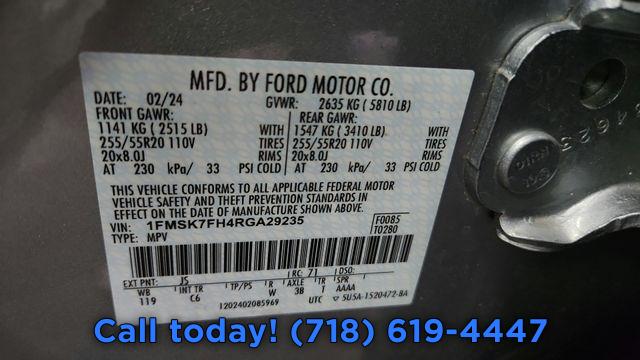 MFD. BY FORD MOTOR CO.
DATE: 02/24 GVWR: 2635 KG (5810 LB)
FRONT GAWR: REAR GAWR:
1141 KG (2515 LB) WITH 1547 KG (3410 LB) WITH
255/55R20 110V TIRES 255/55R20 110V TIRES
20x8.0J RIMS 20x8.0J RIMS
AT 230 kPa/ 33 PSI COLD AT 230 kPa/ 33 PSI COLD
THIS VEHICLE CONFORMS TO ALL APPLICABLE FEDERAL MOTOR
VEHICLE SAFETY AND THEFT PREVENTION STANDARDS IN
EFFECT ON THE DATE OF MANUFACTURE SHOWN ABOVE.
VIN: 1FMSK7FH4RGA29235 F0085
TYPE: MPV T0280
EXT PNT: JS RC: 71 DSO:
WB INT TR TP/PS R AXLE TR
119 C6 W 3B T AAAA
1202402085969 UTC 5U5A-1520472-BA
Call today! (718) 619-4447